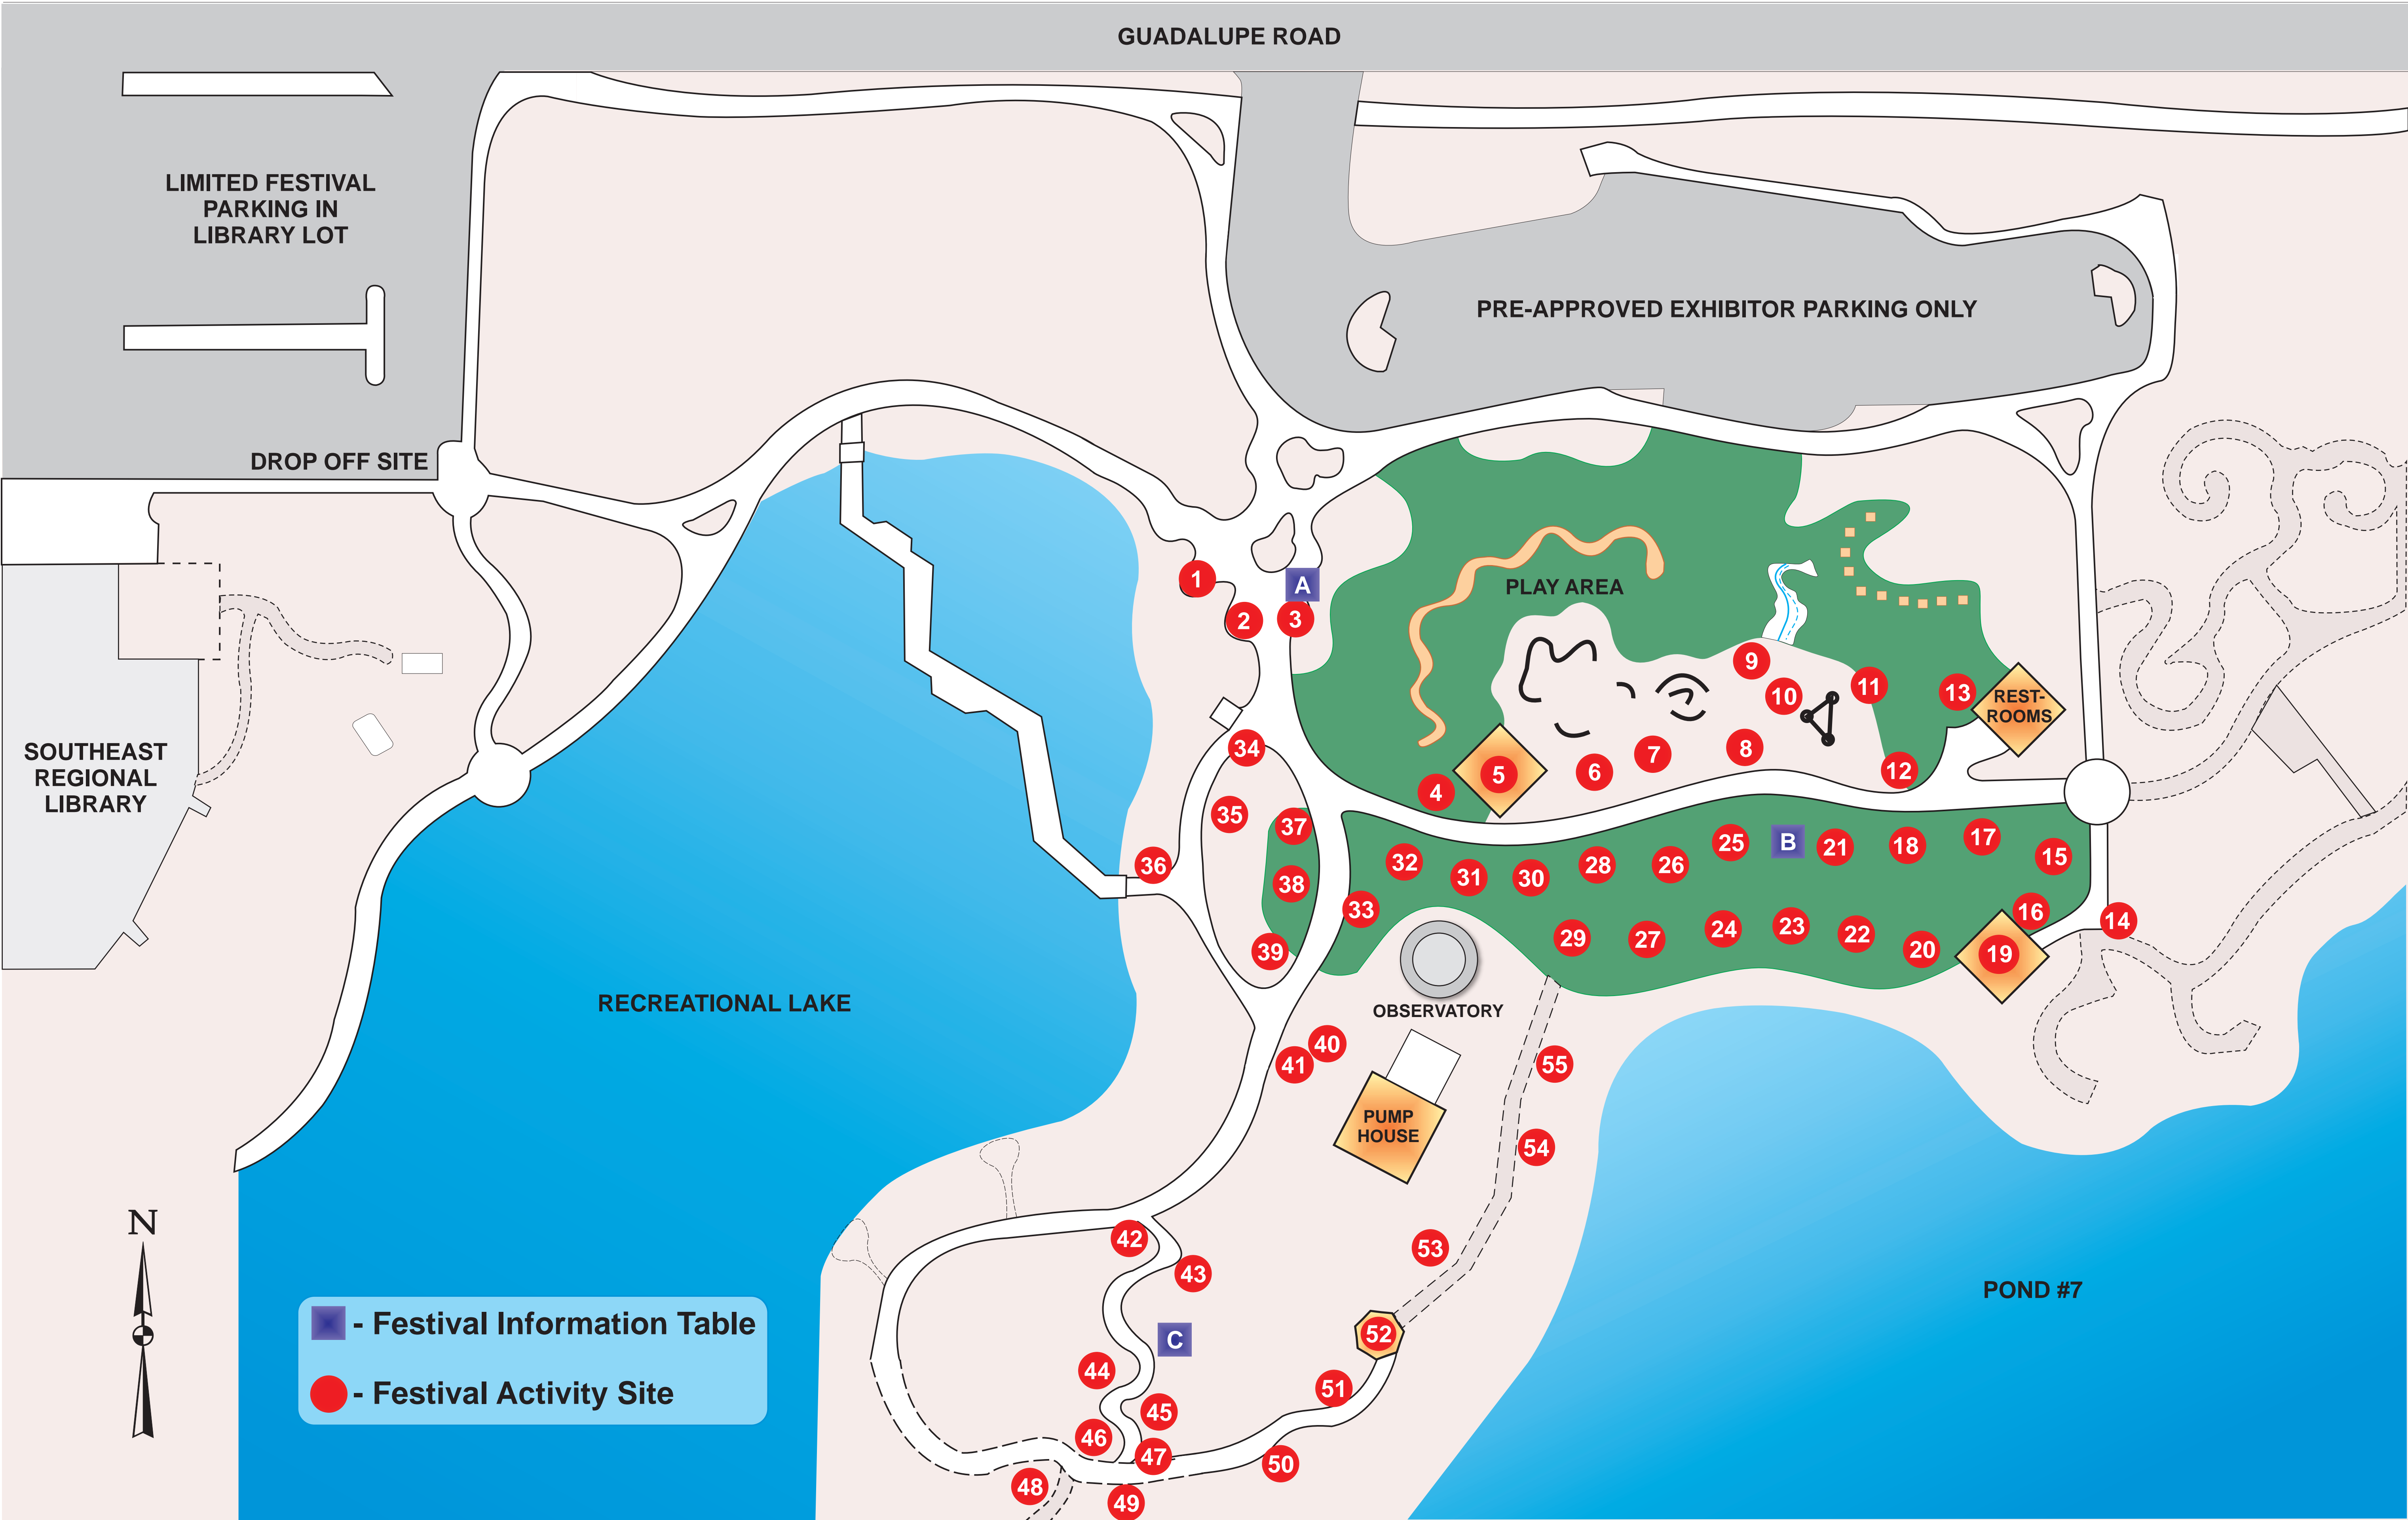 GUADALUPE ROAD
LIMITED FESTIVAL
PARKING IN
LIBRARY LOT
PRE-APPROVED EXHIBITOR PARKING ONLY
DROP OFF SITE
1
A
2
3
PLAY AREA
9
10
11
13
REST-
ROOMS
SOUTHEAST
REGIONAL
LIBRARY
34
4
5
6
7
8
12
35
37
36
38
39
32
31
30
28
26
25
B
21
18
17
15
33
29
27
24
23
22
20
19
16
14
RECREATIONAL LAKE
OBSERVATORY
40
41
55
PUMP
HOUSE
54
N
42
43
53
POND #7
C
52
44
51
45
46
47
50
48
49
- Festival Information Table
- Festival Activity Site